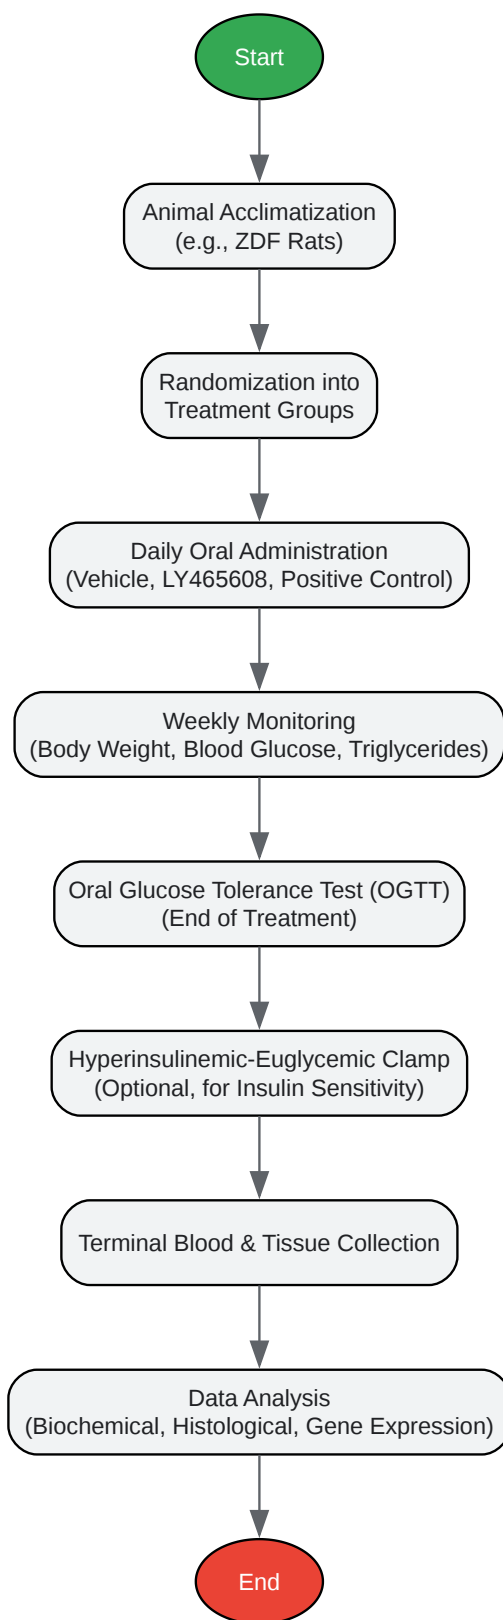 Start
Animal Acclimatization
(e.g., ZDF Rats)
Randomization into
Treatment Groups
Daily Oral Administration
(Vehicle, LY465608, Positive Control)
Weekly Monitoring
(Body Weight, Blood Glucose, Triglycerides)
Oral Glucose Tolerance Test (OGTT)
(End of Treatment)
Hyperinsulinemic-Euglycemic Clamp
(Optional, for Insulin Sensitivity)
Terminal Blood & Tissue Collection
Data Analysis
(Biochemical, Histological, Gene Expression)
End